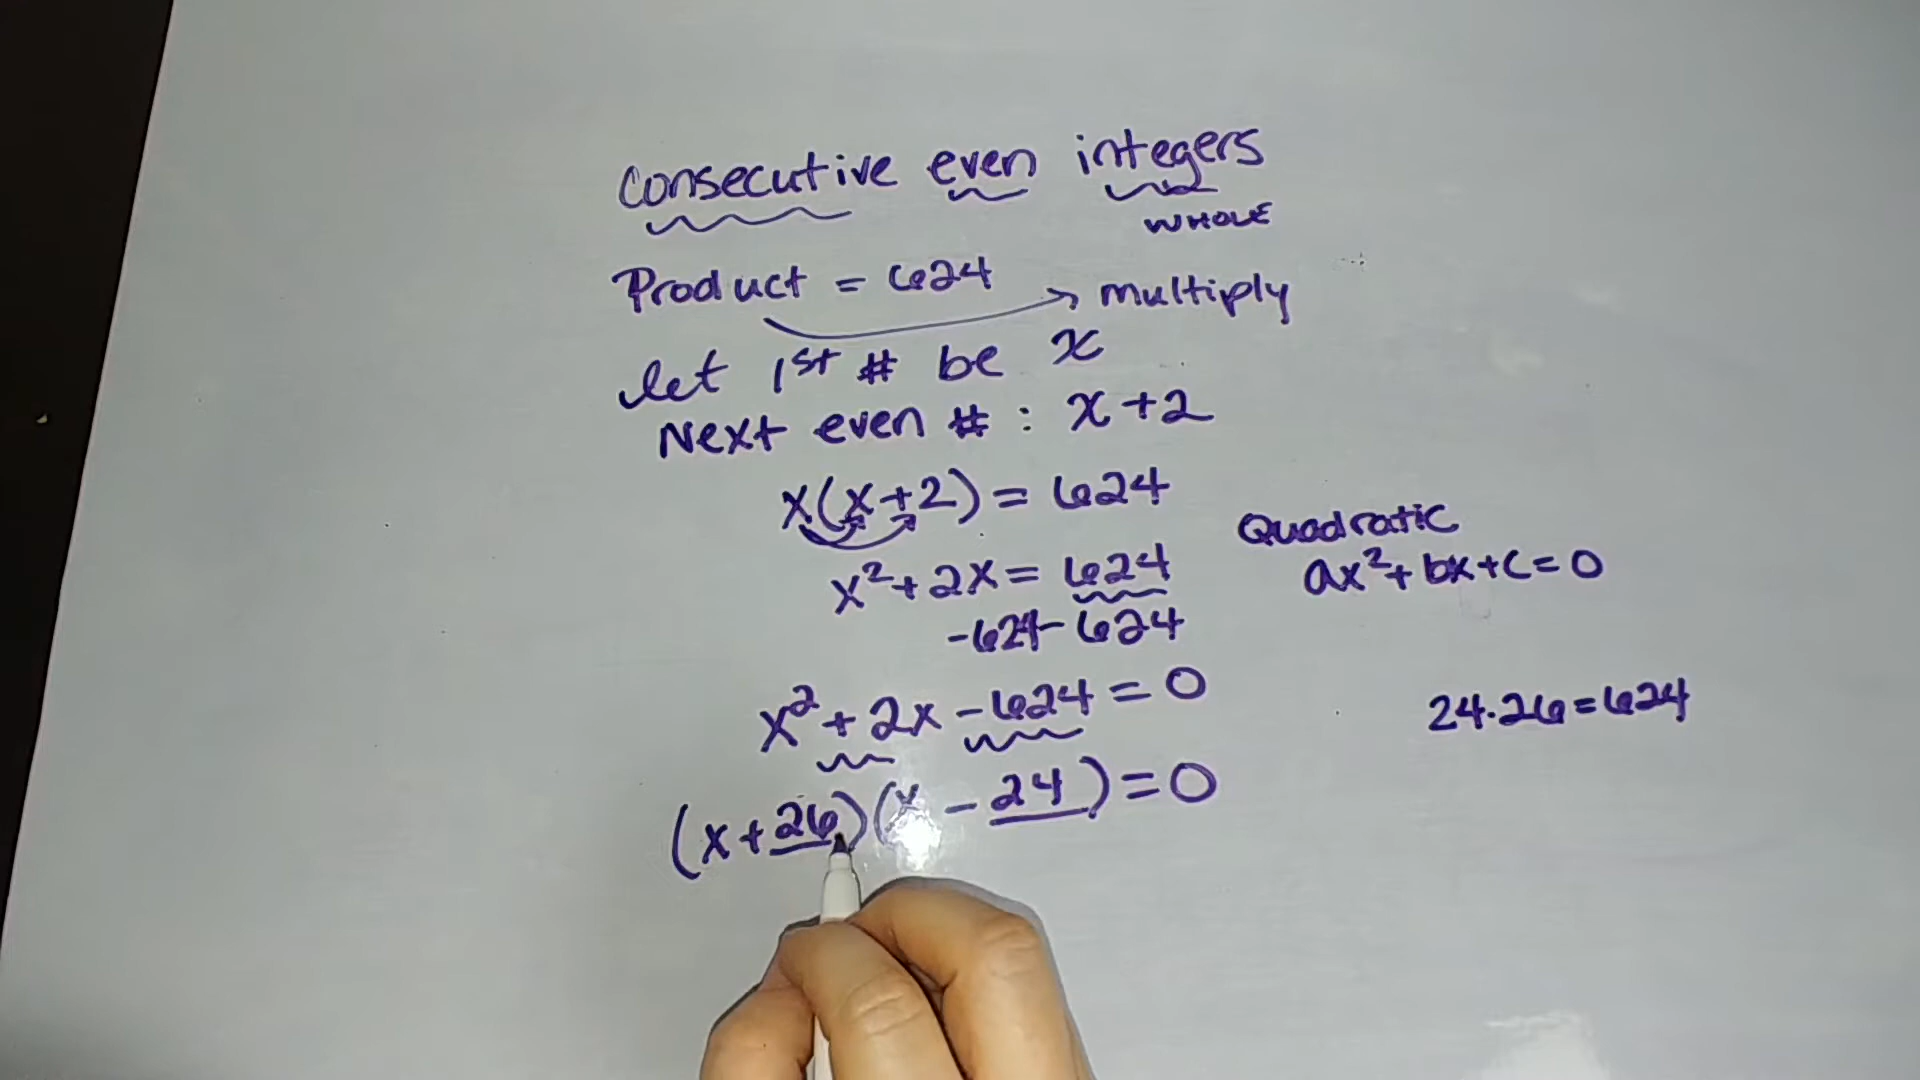 Consecutive even integers
WHOLE
Product = 624 → multiply
let 1st # be x
Next even # : x+2
x(x+2) = 624
Quadratic
x²+2x = 624
ax²+bx+c=0
-624 - 624
x²+2x-624 = 0
24·26=624
(x+26)(x-24)=0